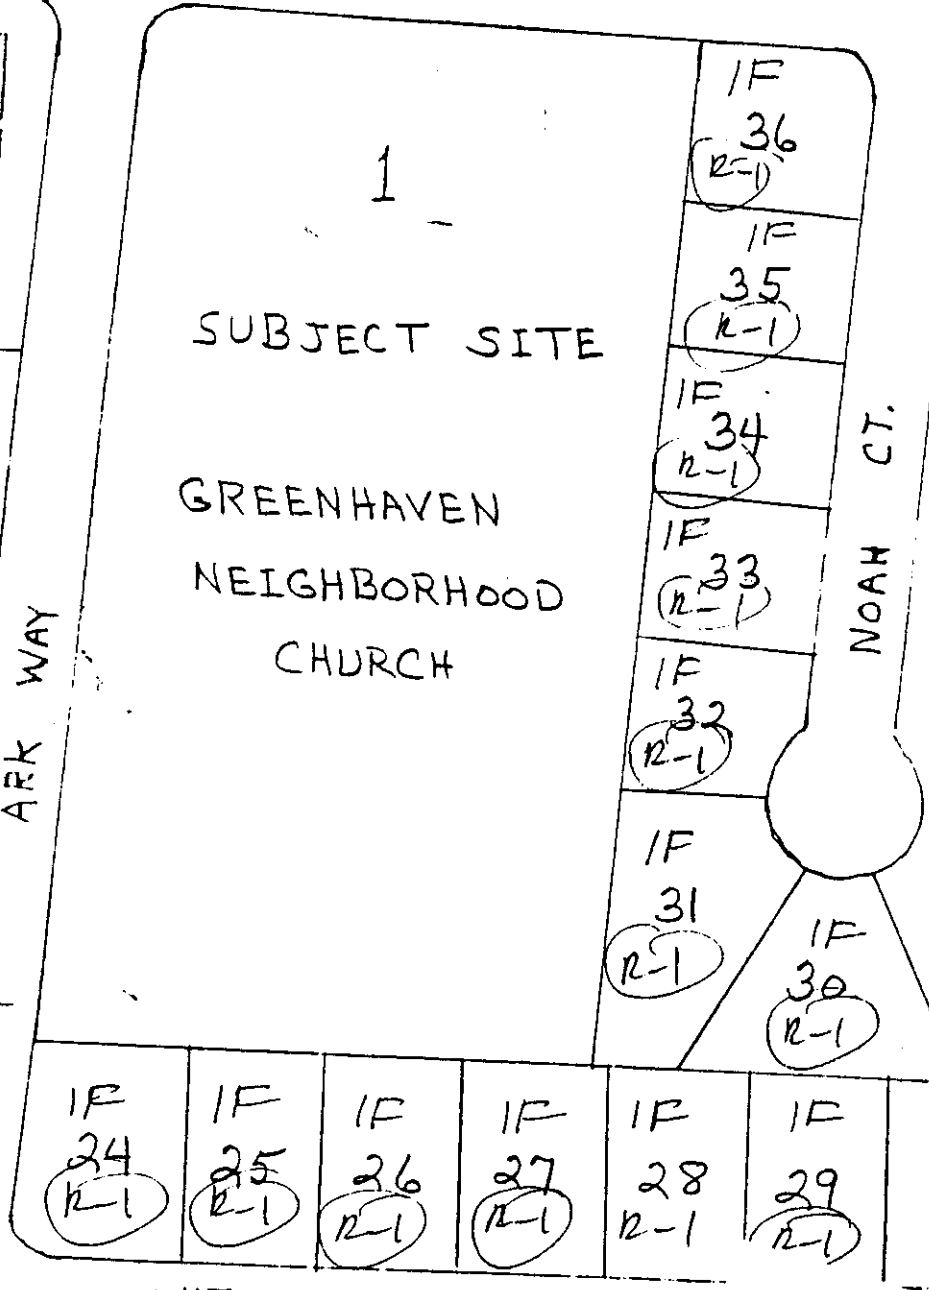 1
SUBJECT SITE
GREENHAVEN
NEIGHBORHOOD
CHURCH
ARK WAY
NOAH CT.
1F
36
R-1
1F
35
R-1
1F
34
R-1
1F
33
R-1
1F
32
R-1
1F
31
R-1
1F
30
R-1
1F
24
R-1
1F
25
R-1
1F
26
R-1
1F
27
R-1
1F
28
R-1
1F
29
R-1